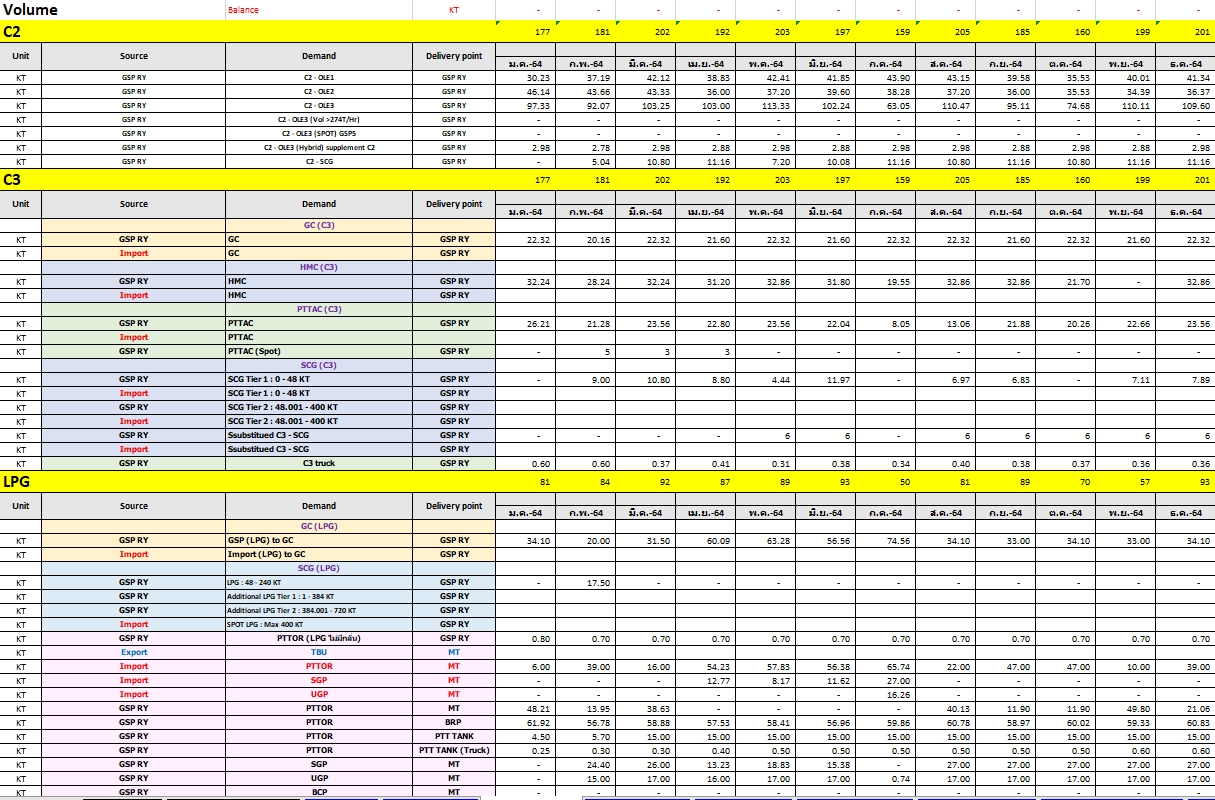 Volume Balance KT - - - - - - - - - - - -
C2 177 181 202 192 203 197 159 205 185 160 199 201
Unit Source Demand Delivery point ม.ค.-64 ก.พ.-64 มี.ค.-64 เม.ย.-64 พ.ค.-64 มิ.ย.-64 ก.ค.-64 ส.ค.-64 ก.ย.-64 ต.ค.-64 พ.ย.-64 ธ.ค.-64
KT GSP RY C2 - OLE1 GSP RY 30.23 37.19 42.12 38.83 42.41 41.85 43.90 43.15 39.58 35.53 40.01 41.34
KT GSP RY C2 - OLE2 GSP RY 46.14 43.66 43.33 36.00 37.20 39.60 38.28 37.20 36.00 35.53 34.39 36.37
KT GSP RY C2 - OLE3 GSP RY 97.33 92.07 103.25 103.00 113.33 102.24 63.05 110.47 95.11 74.68 110.11 109.60
KT GSP RY C2 - OLE3 (Vol >274T/Hr) GSP RY - - - - - - - - - - - -
KT GSP RY C2 - OLE3 (SPOT) GSP5 GSP RY - - - - - - - - - - - -
KT GSP RY C2 - OLE3 (Hybrid) supplement C2 GSP RY 2.98 2.78 2.88 2.88 2.98 2.88 2.98 2.98 2.88 2.98 2.88 2.98
KT GSP RY C2 - SCG GSP RY - 5.04 10.80 11.16 7.20 10.08 11.16 10.80 11.16 10.80 11.16 11.16
C3 177 181 202 192 203 197 159 205 185 160 199 201
Unit Source Demand Delivery point ม.ค.-64 ก.พ.-64 มี.ค.-64 เม.ย.-64 พ.ค.-64 มิ.ย.-64 ก.ค.-64 ส.ค.-64 ก.ย.-64 ต.ค.-64 พ.ย.-64 ธ.ค.-64
GC (C3)
KT GSP RY GC GSP RY 22.32 20.16 22.32 21.60 22.32 21.60 22.32 22.32 21.60 22.32 21.60 22.32
KT Import GC
HMC (C3)
KT GSP RY HMC GSP RY 32.24 28.24 32.24 31.20 32.86 31.80 19.55 32.86 32.86 21.70 - 32.86
KT Import HMC
PTTAC (C3)
KT GSP RY PTTAC GSP RY 26.21 21.28 23.56 22.80 23.56 22.04 8.05 13.06 21.88 20.26 22.66 23.56
KT Import PTTAC
KT GSP RY PTTAC (Spot) GSP RY - 5 3 3 - - - - - - - -
SCG (C3)
KT GSP RY SCG Tier 1 : 0 - 48 KT GSP RY - 9.00 10.80 8.80 4.44 11.97 - 6.97 6.83 - 7.11 7.89
KT Import SCG Tier 1 : 0 - 48 KT GSP RY
KT GSP RY SCG Tier 2 : 48.001 - 400 KT GSP RY
KT Import SCG Tier 2 : 48.001 - 400 KT GSP RY
KT GSP RY Ssubstitued C3 - SCG GSP RY - - - - 6 6 - 6 6 6 6 6
KT Import Ssubstitued C3 - SCG GSP RY
KT GSP RY C3 truck GSP RY 0.60 0.60 0.37 0.41 0.31 0.38 0.34 0.40 0.38 0.37 0.36 0.36
LPG 81 84 92 87 89 93 50 81 89 70 57 93
Unit Source Demand Delivery point ม.ค.-64 ก.พ.-64 มี.ค.-64 เม.ย.-64 พ.ค.-64 มิ.ย.-64 ก.ค.-64 ส.ค.-64 ก.ย.-64 ต.ค.-64 พ.ย.-64 ธ.ค.-64
GC (LPG)
KT GSP RY GSP (LPG) to GC GSP RY 34.10 20.00 31.50 60.09 63.28 56.56 74.56 34.10 33.00 34.10 33.00 34.10
KT Import Import (LPG) to GC GSP RY
SCG (LPG)
KT GSP RY LPG : 48 - 240 KT GSP RY - 17.50 - - - - - - - - - -
KT GSP RY Additional LPG Tier 1 : 1 - 384 KT GSP RY
KT GSP RY Additional LPG Tier 2 : 384.001 - 720 KT GSP RY
KT Import SPOT LPG : Max 400 KT GSP RY
KT GSP RY PTTOR (LPG ไม่มีกลิ่น) GSP RY 0.80 0.70 0.70 0.70 0.70 0.70 0.70 0.70 0.70 0.70 0.70 0.70
KT Export TBU MT
KT Import PTTOR MT 6.00 39.00 16.00 54.23 57.83 56.38 65.74 22.00 47.00 47.00 10.00 39.00
KT Import SGP MT - - - 12.77 8.17 11.62 27.00 - - - - -
KT Import UGP MT - - - - - - 16.26 - - - - -
KT GSP RY PTTOR MT 48.21 13.95 38.63 - - - - 40.13 11.90 11.90 49.80 21.06
KT GSP RY PTTOR BRP 61.92 56.78 58.88 57.53 58.41 56.96 59.86 60.78 58.97 60.02 59.33 60.83
KT GSP RY PTTOR PTT TANK 4.50 5.70 15.00 15.00 15.00 15.00 15.00 15.00 15.00 15.00 15.00 15.00
KT GSP RY PTTOR PTT TANK (Truck) 0.25 0.30 0.30 0.40 0.50 0.50 0.50 0.50 0.50 0.50 0.60 0.60
KT GSP RY SGP MT - 24.40 26.00 13.23 18.83 15.38 - 27.00 27.00 27.00 27.00 27.00
KT GSP RY UGP MT - 15.00 17.00 16.00 17.00 17.00 0.74 17.00 17.00 17.00 17.00 17.00
KT GSP RY BCP MT - - - - - - - - - - - -